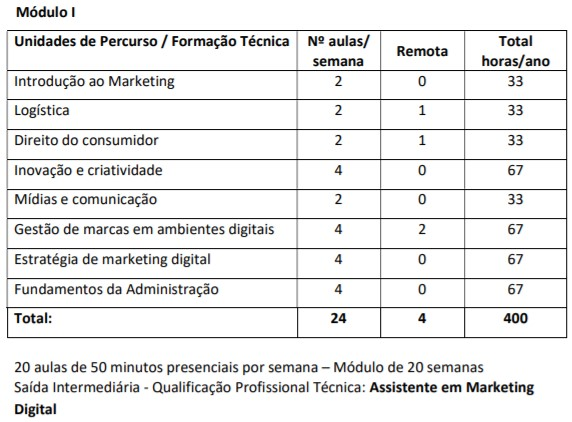 Módulo I
Unidades de Percurso / Formação Técnica Nº aulas/ semana Remota Total horas/ano
Introdução ao Marketing 2 0 33
Logística 2 1 33
Direito do consumidor 2 1 33
Inovação e criatividade 4 0 67
Mídias e comunicação 2 0 33
Gestão de marcas em ambientes digitais 4 2 67
Estratégia de marketing digital 4 0 67
Fundamentos da Administração 4 0 67
Total: 24 4 400
20 aulas de 50 minutos presenciais por semana – Módulo de 20 semanas
Saída Intermediária - Qualificação Profissional Técnica: Assistente em Marketing
Digital